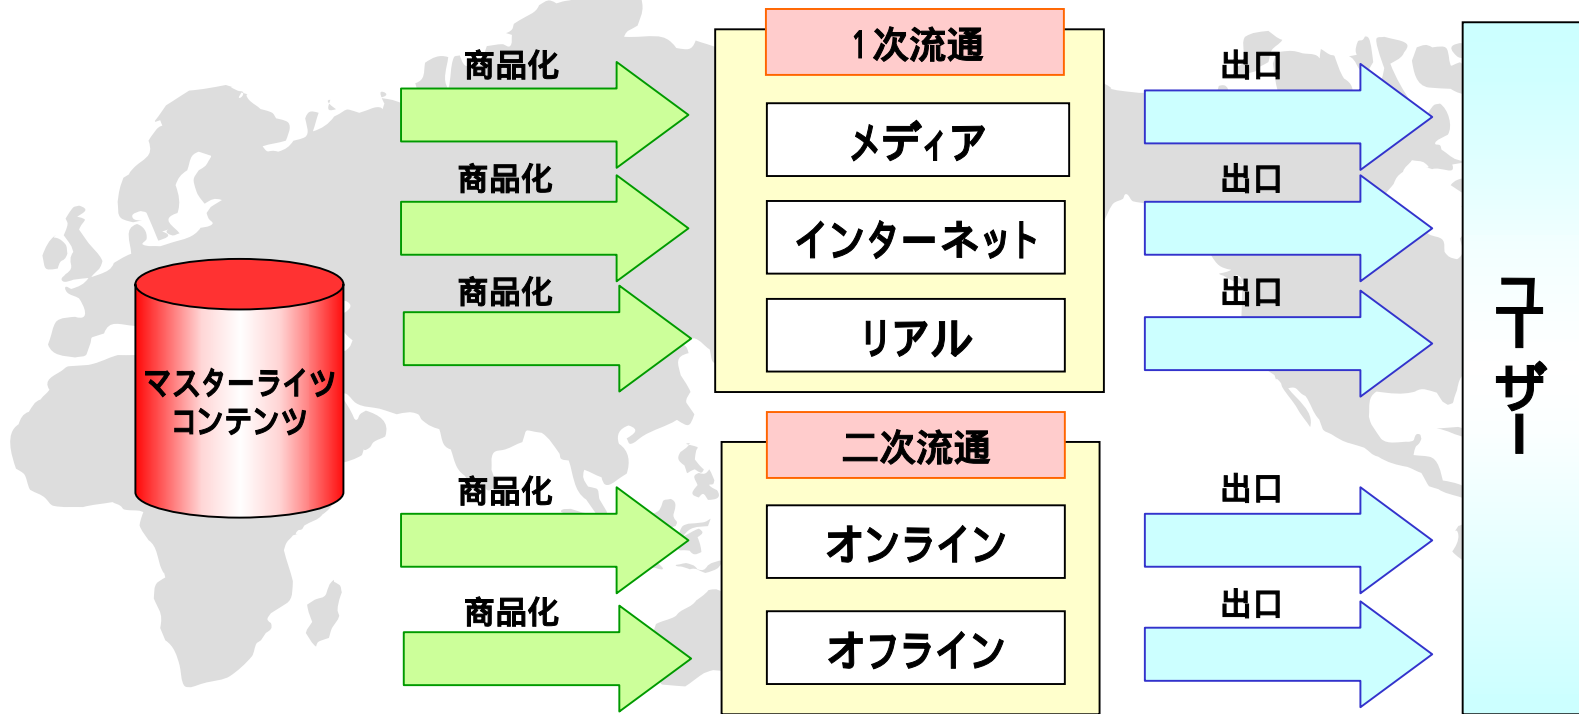 商品化
商品化
商品化
マスターライツ
コンテンツ
商品化
商品化
1次流通
メディア
インターネット
リアル
二次流通
オンライン
オフライン
出口
出口
出口
出口
出口
ユーザー